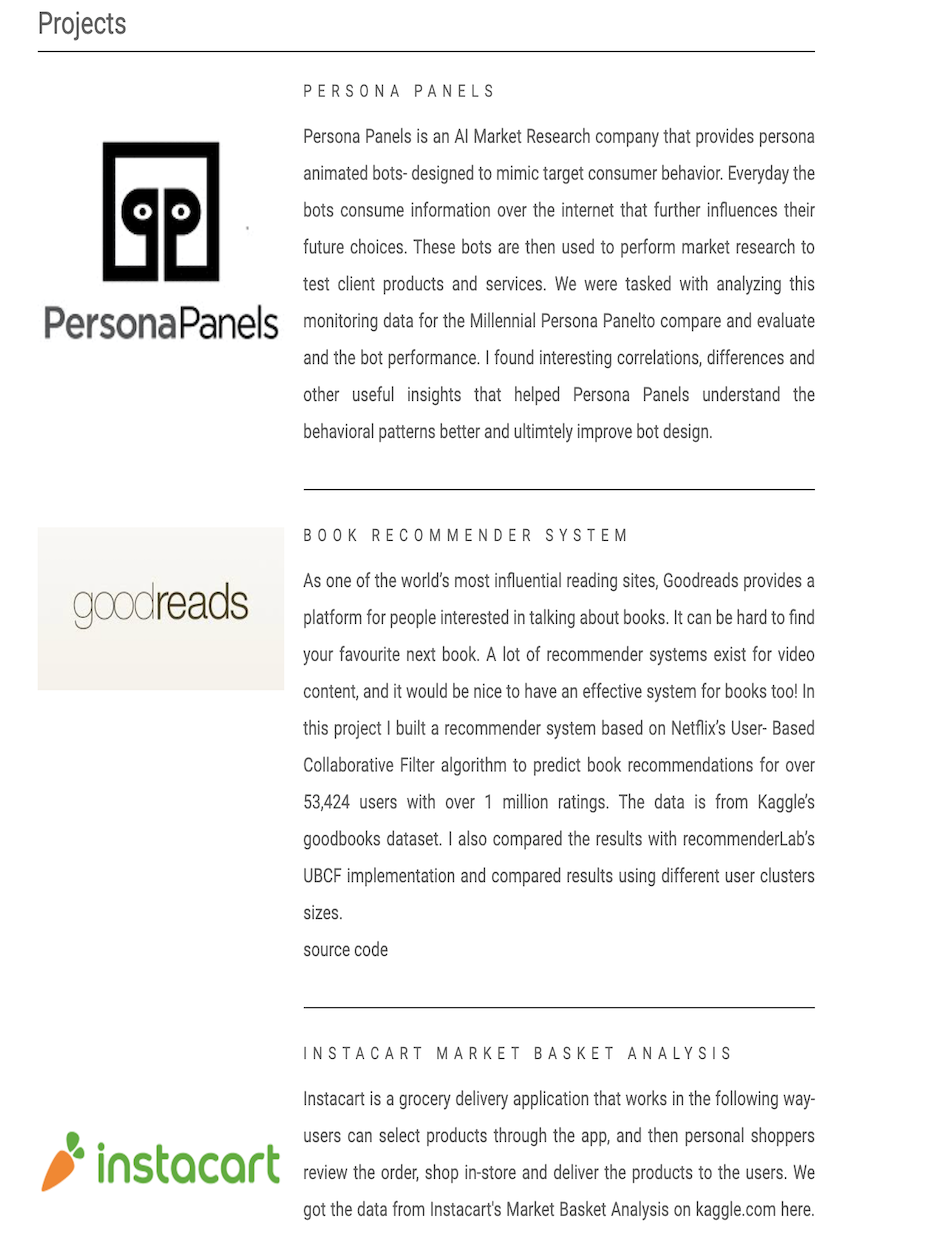 Projects
PERSONA PANELS
Persona Panels is an AI Market Research company that provides persona
animated bots- designed to mimic target consumer behavior. Everyday the
bots consume information over the internet that further influences their
future choices. These bots are then used to perform market research to
test client products and services. We were tasked with analyzing this
monitoring data for the Millennial Persona Panelto compare and evaluate
and the bot performance. I found interesting correlations, differences and
other useful insights that helped Persona Panels understand the
behavioral patterns better and ultimtely improve bot design.
PersonaPanels
BOOK RECOMMENDER SYSTEM
As one of the world’s most influential reading sites, Goodreads provides a
platform for people interested in talking about books. It can be hard to find
your favourite next book. A lot of recommender systems exist for video
content, and it would be nice to have an effective system for books too! In
this project I built a recommender system based on Netflix’s User- Based
Collaborative Filter algorithm to predict book recommendations for over
53,424 users with over 1 million ratings. The data is from Kaggle’s
goodbooks dataset. I also compared the results with recommenderLab’s
UBCF implementation and compared results using different user clusters
sizes.
source code
goodreads
INSTACART MARKET BASKET ANALYSIS
Instacart is a grocery delivery application that works in the following way-
users can select products through the app, and then personal shoppers
review the order, shop in-store and deliver the products to the users. We
got the data from Instacart's Market Basket Analysis on kaggle.com here.
instacart